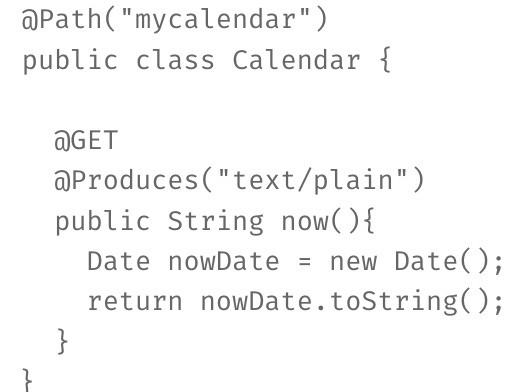 @Path("mycalendar")
public class Calendar {
@GET
@Produces("text/plain")
public String now(){
Date nowDate = new Date();
return nowDate.toString();
}
}